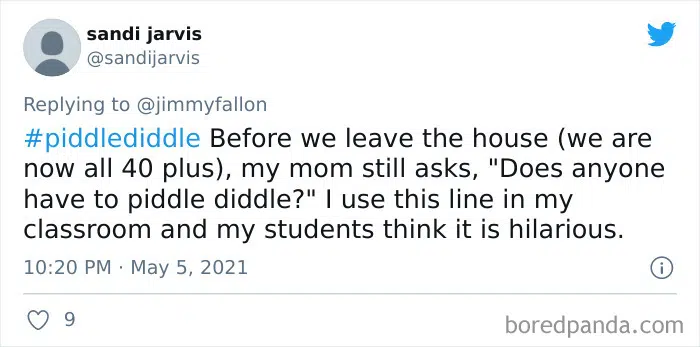 sandi jarvis
@sandijarvis
Replying to @jimmyfallon
#piddlediddle Before we leave the house (we are
now all 40 plus), my mom still asks, "Does anyone
have to piddle diddle?" I use this line in my
classroom and my students think it is hilarious.
10:20 PM · May 5, 2021
9
boredpanda.com